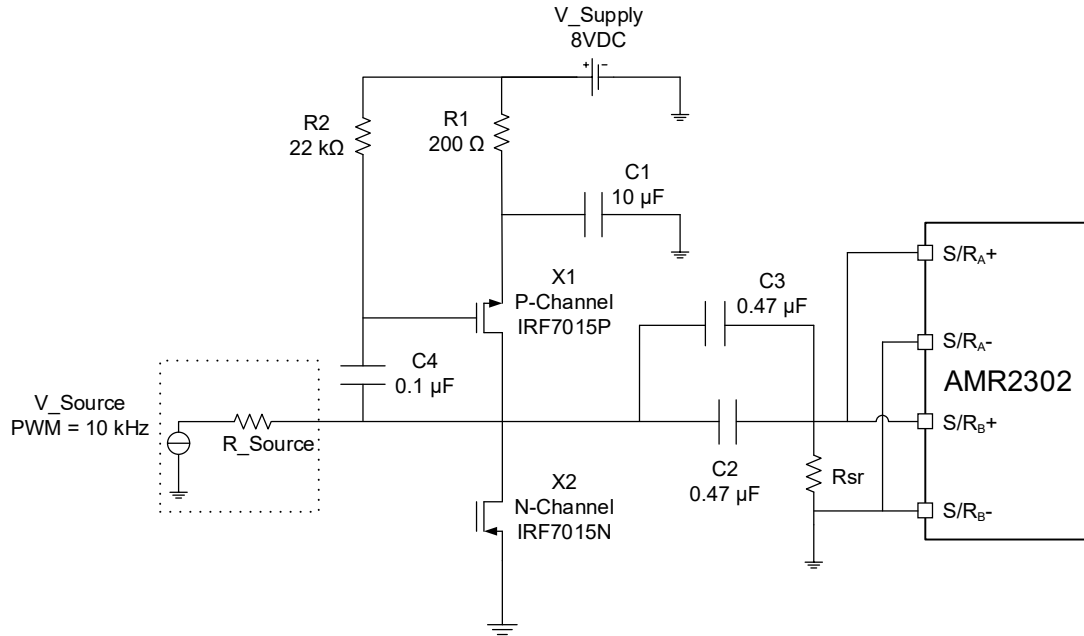 V_Supply
8VDC
R2
22 kΩ
R1
200 Ω
C1
10 µF
X1
P-Channel
IRF7015P
C3
0.47 µF
S/RA+
S/RA-
AMR2302
C4
0.1 µF
V_Source
PWM = 10 kHz
R_Source
S/RB+
C2
0.47 µF
Rsr
X2
N-Channel
IRF7015N
S/RB-